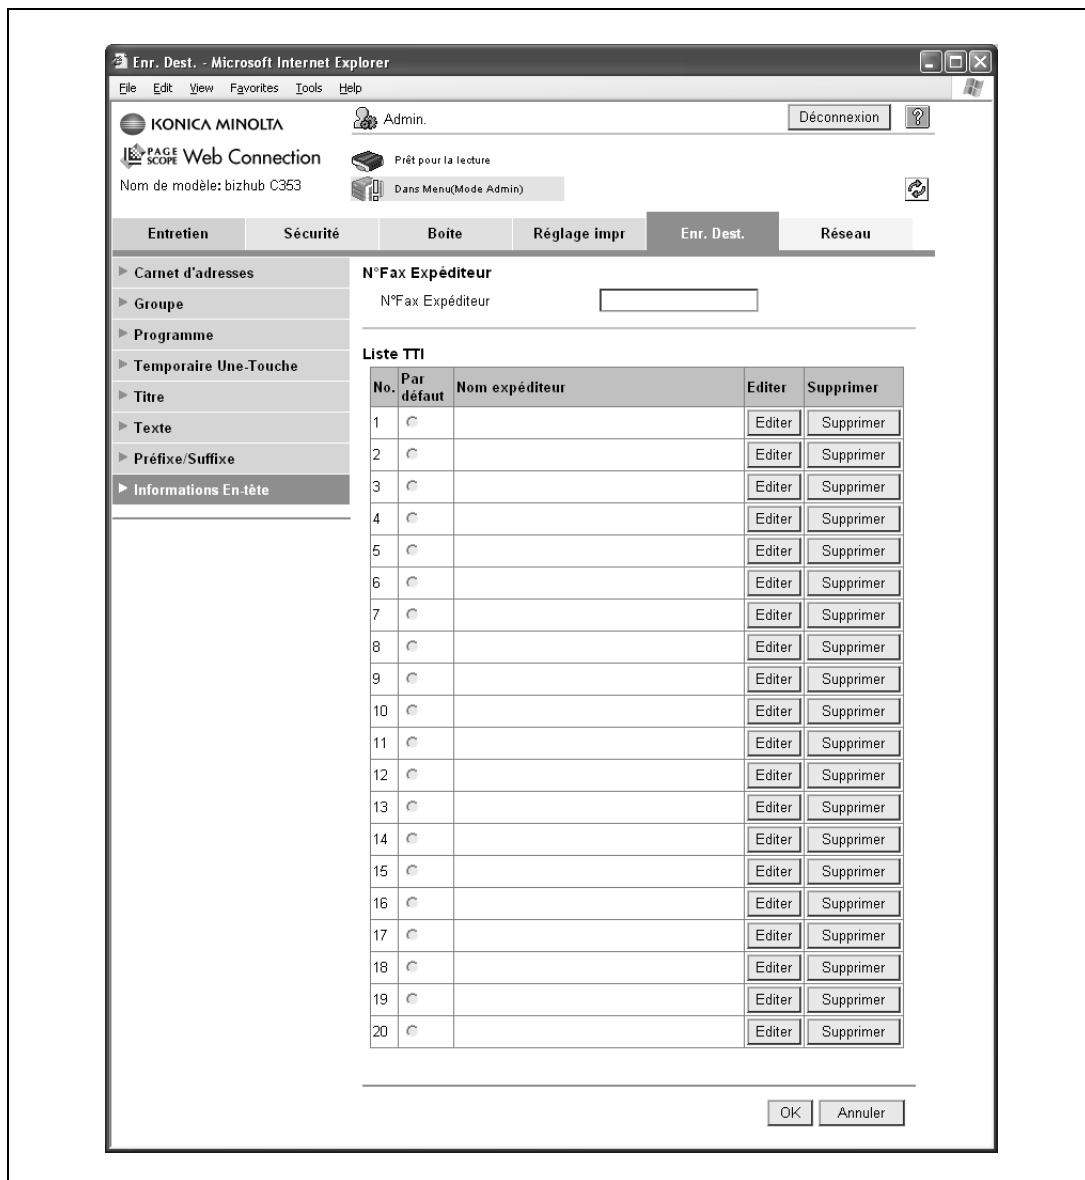 Enr. Dest. - Microsoft Internet Explorer
File Edit View Favorites Tools Help
KONICA MINOLTA
Admin.
Déconnexion
?
PAGE SCOPE Web Connection
Prêt pour la lecture
Nom de modèle: bizhub C353
Dans Menu(Mode Admin)
Entretien Sécurité Boite Réglage impr Enr. Dest. Réseau
Carnet d'adresses
Groupe
Programme
Temporaire Une-Touche
Titre
Texte
Préfixe/Suffixe
Informations En-tête
N°Fax Expéditeur
N°Fax Expéditeur
Liste TTI
No. Par défaut Nom expéditeur Editer Supprimer
1 Editer Supprimer
2 Editer Supprimer
3 Editer Supprimer
4 Editer Supprimer
5 Editer Supprimer
6 Editer Supprimer
7 Editer Supprimer
8 Editer Supprimer
9 Editer Supprimer
10 Editer Supprimer
11 Editer Supprimer
12 Editer Supprimer
13 Editer Supprimer
14 Editer Supprimer
15 Editer Supprimer
16 Editer Supprimer
17 Editer Supprimer
18 Editer Supprimer
19 Editer Supprimer
20 Editer Supprimer
OK Annuler